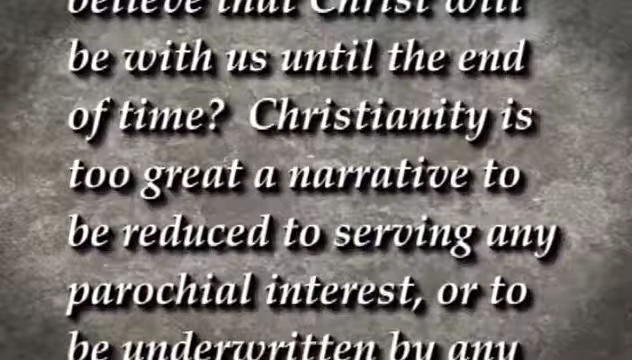 believe that Christ will
be with us until the end
of time?  Christianity is
too great a narrative to
be reduced to serving any
parochial interest, or to
be underwritten by any